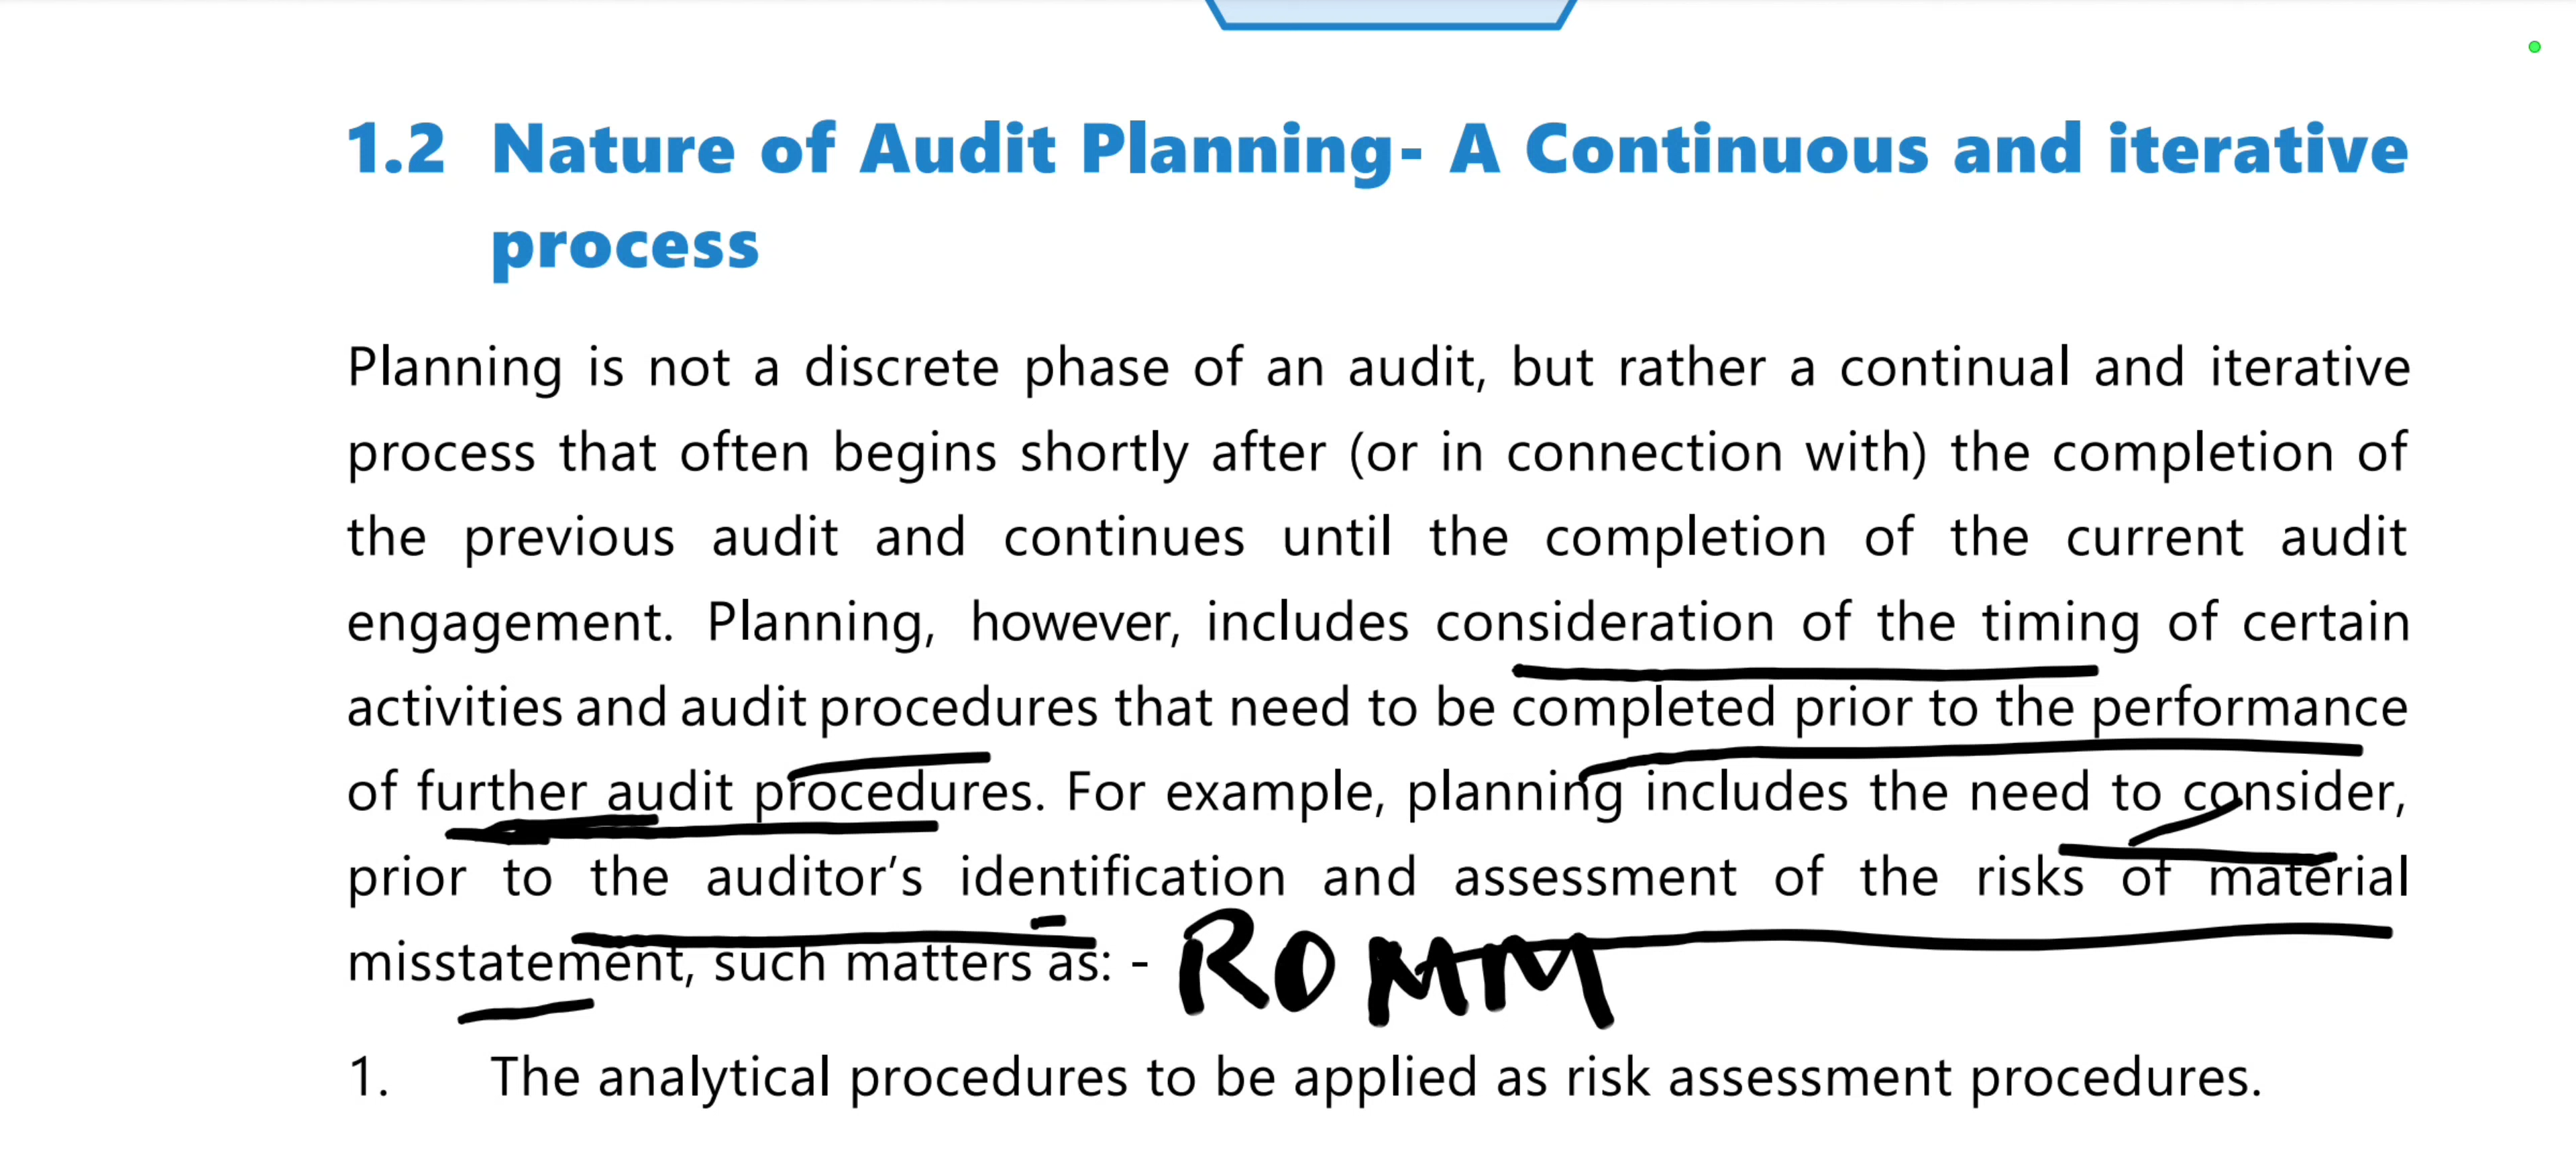 1.2 Nature of Audit Planning- A Continuous and iterative
process
Planning is not a discrete phase of an audit, but rather a continual and iterative
process that often begins shortly after (or in connection with) the completion of
the previous audit and continues until the completion of the current audit
engagement. Planning, however, includes consideration of the timing of certain
activities and audit procedures that need to be completed prior to the performance
of further audit procedures. For example, planning includes the need to consider,
prior to the auditor’s identification and assessment of the risks of material
misstatement, such matters as: - ROMM
1. The analytical procedures to be applied as risk assessment procedures.